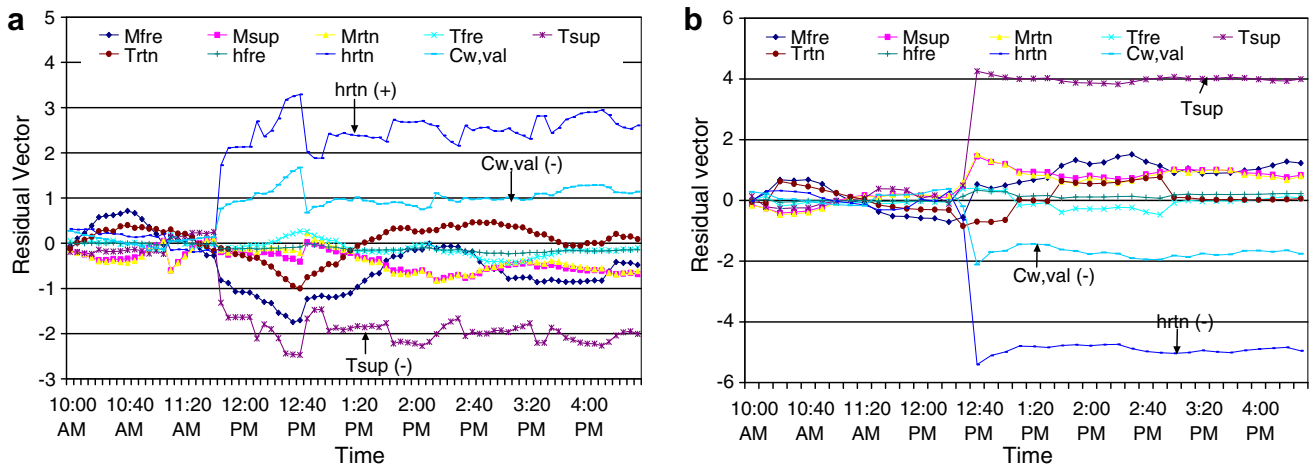 a
5
4
3
2
1
0
-1
-2
-3
Residual Vector
Mfre Msup Mrtn Tfre Tsup
Trtn hfre hrtn Cw,val
hrtn (+)
Cw,val (-)
Tsup (-)
10:00 10:40 11:20 12:00 12:40 1:20 2:00 2:40 3:20 4:00
AM AM AM PM PM PM PM PM PM PM
Time
b
6
4
2
0
-2
-4
-6
Residual Vector
Mfre Msup Mrtn Tfre Tsup
Trtn hfre hrtn Cw,val
Tsup
Cw,val (-)
hrtn (-)
10:00 10:40 11:20 12:00 12:40 1:20 2:00 2:40 3:20 4:00
AM AM AM PM PM PM PM PM PM PM
Time